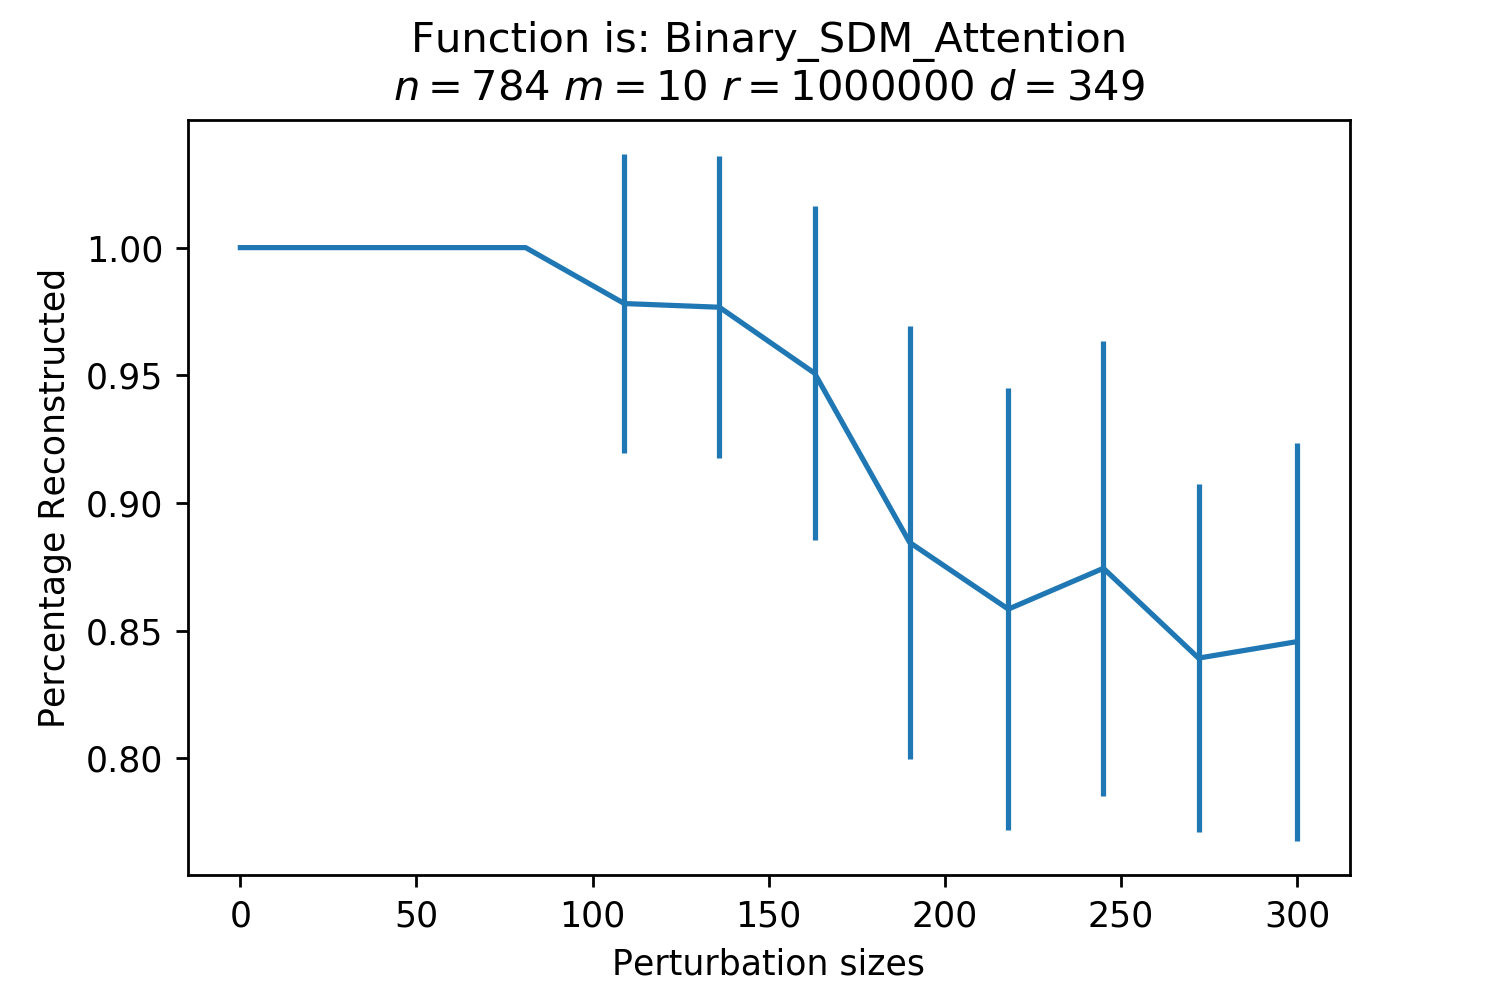 Function is: Binary_SDM_Attention
n = 784 m = 10 r = 1000000 d = 349
Percentage Reconstructed
1.00
0.95
0.90
0.85
0.80
0 50 100 150 200 250 300
Perturbation sizes